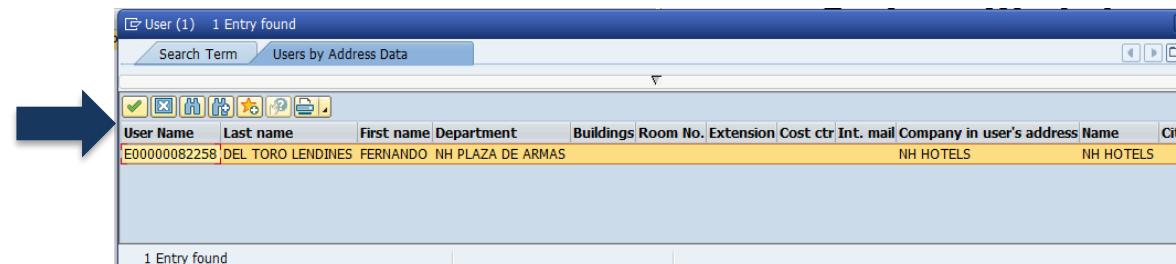 User (1) 1 Entry found
Search Term Users by Address Data
User Name Last name First name Department Buildings Room No. Extension Cost ctr Int. mail Company in user's address Name
E00000082258 DEL TORO LENDINES FERNANDO NH PLAZA DE ARMAS NH HOTELS NH HOTELS
1 Entry found